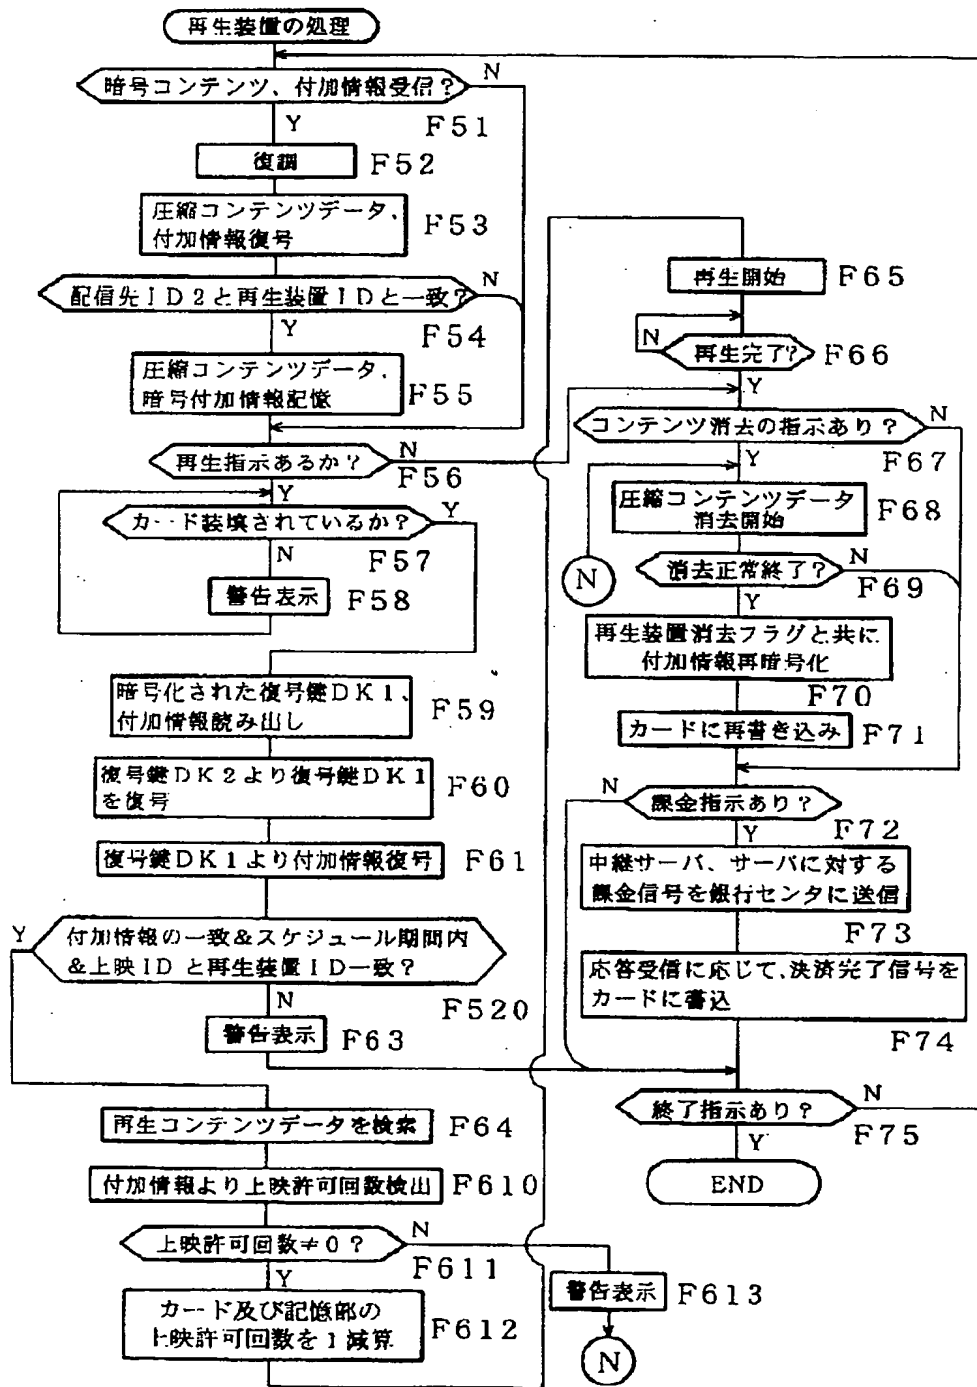 再生装置の処理
暗号コンテンツ、付加情報受信?
N
Y
F51
復調
F52
圧縮コンテンツデータ、
付加情報復号
F53
配信先ID2と再生装置IDと一致?
N
Y
F54
圧縮コンテンツデータ、
暗号付加情報記憶
F55
再生指示あるか?
N
F56
Y
カード装填されているか?
Y
F57
N
警告表示
F58
暗号化された復号鍵DK1、
付加情報読み出し
F59
復号鍵DK2より復号鍵DK1
を復号
F60
復号鍵DK1より付加情報復号
F61
Y
付加情報の一致&スケジュール期間内
&上映IDと再生装置ID一致?
F520
N
警告表示
F63
再生コンテンツデータを検索
F64
付加情報より上映許可回数検出
F610
上映許可回数≠0?
N
F611
Y
カード及び記憶部の
上映許可回数を1減算
F612
警告表示
F613
N
再生開始
F65
N
再生完了?
F66
Y
コンテンツ消去の指示あり?
N
F67
Y
圧縮コンテンツデータ
消去開始
F68
N
消去正常終了?
N
F69
Y
再生装置消去フラグと共に
付加情報再暗号化
F70
カードに再書き込み
F71
N
課金指示あり?
F72
Y
中継サーバ、サーバに対する
課金信号を銀行センタに送信
F73
応答受信に応じて、決済完了信号を
カードに書込
F74
終了指示あり?
N
F75
Y
END